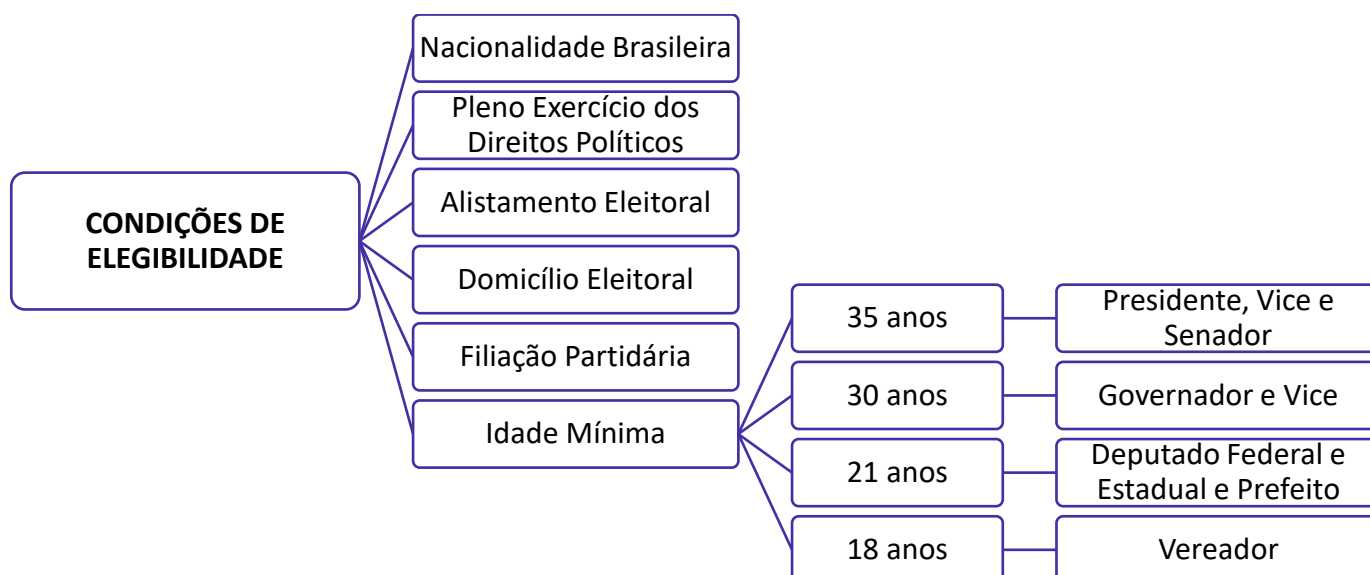 CONDIÇÕES DE
ELEGIBILIDADE
Nacionalidade Brasileira
Pleno Exercício dos
Direitos Políticos
Alistamento Eleitoral
Domicílio Eleitoral
Filiação Partidária
Idade Mínima
35 anos
Presidente, Vice e
Senador
30 anos
Governador e Vice
21 anos
Deputado Federal e
Estadual e Prefeito
18 anos
Vereador